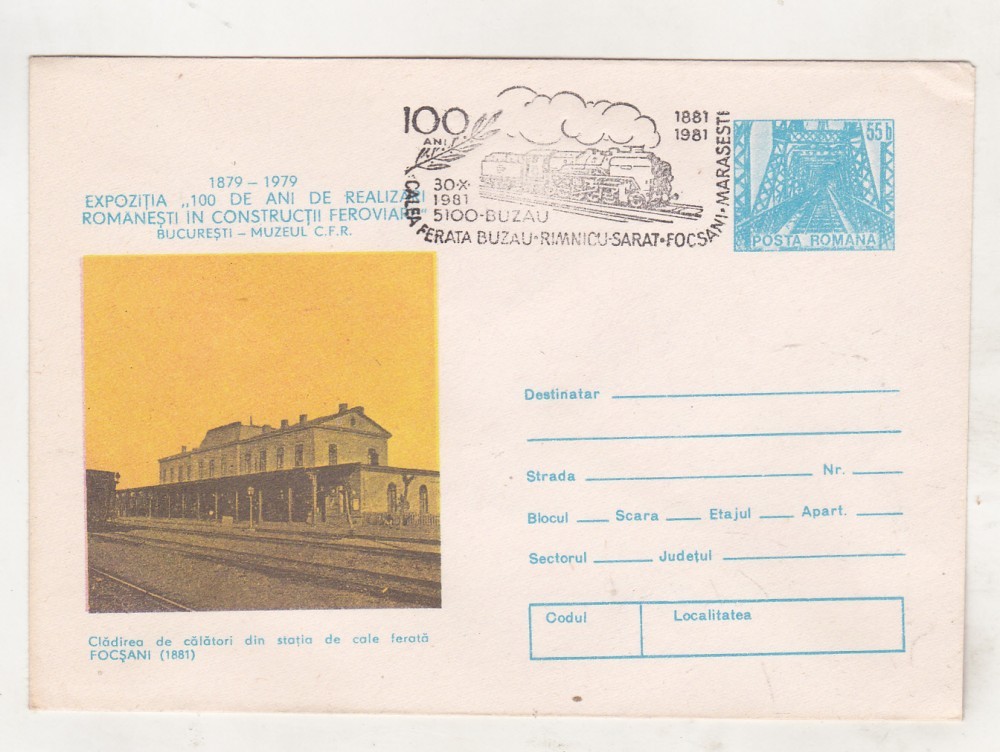 1879 – 1979
EXPOZIȚIA „100 DE ANI DE REALIZĂRI
ROMANEȘTI IN CONSTRUCȚII FEROVIARE"
BUCUREȘTI – MUZEUL C.F.R.
100
ANI
1881
1981
30·X·
1981
5100-BUZAU
CALEA FERATA BUZAU·RIMNICU-SARAT·FOCȘANI·MARASESTI
55 b
POSTA ROMANA
Destinatar
Strada Nr.
Blocul Scara Etajul Apart.
Sectorul Județul
Codul Localitatea
Clădirea de călători din stația de cale ferată
FOCȘANI (1881)